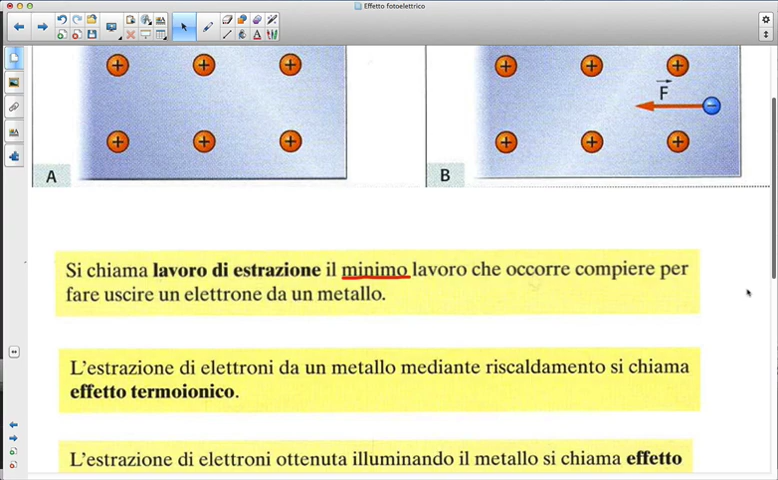 Effetto fotoelettrico
F
A
B
Si chiama lavoro di estrazione il minimo lavoro che occorre compiere per
fare uscire un elettrone da un metallo.
L'estrazione di elettroni da un metallo mediante riscaldamento si chiama
effetto termoionico.
L'estrazione di elettroni ottenuta illuminando il metallo si chiama effetto